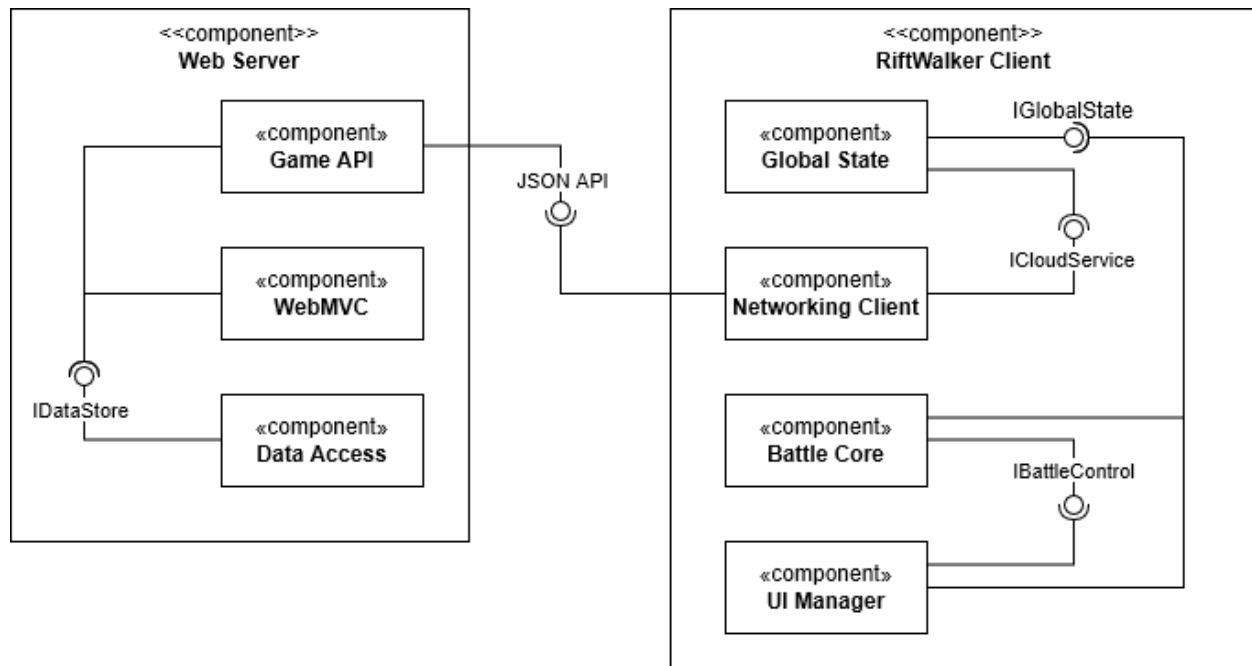 <<component>>
Web Server
«component»
Game API
«component»
WebMVC
IDataStore
«component»
Data Access
JSON API
<<component>>
RiftWalker Client
«component»
Global State
IGlobalState
ICloudService
«component»
Networking Client
«component»
Battle Core
IBattleControl
«component»
UI Manager